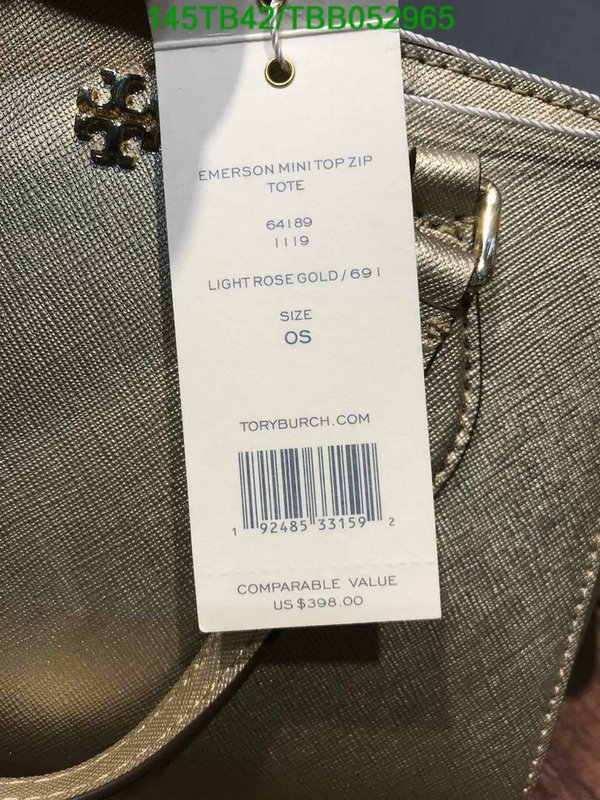 145TB42/TBB052965
EMERSON MINI TOP ZIP
TOTE
64189
1119
LIGHT ROSE GOLD / 691
SIZE
OS
TORYBURCH.COM
1 92485 33159 2
COMPARABLE VALUE
US $398.00